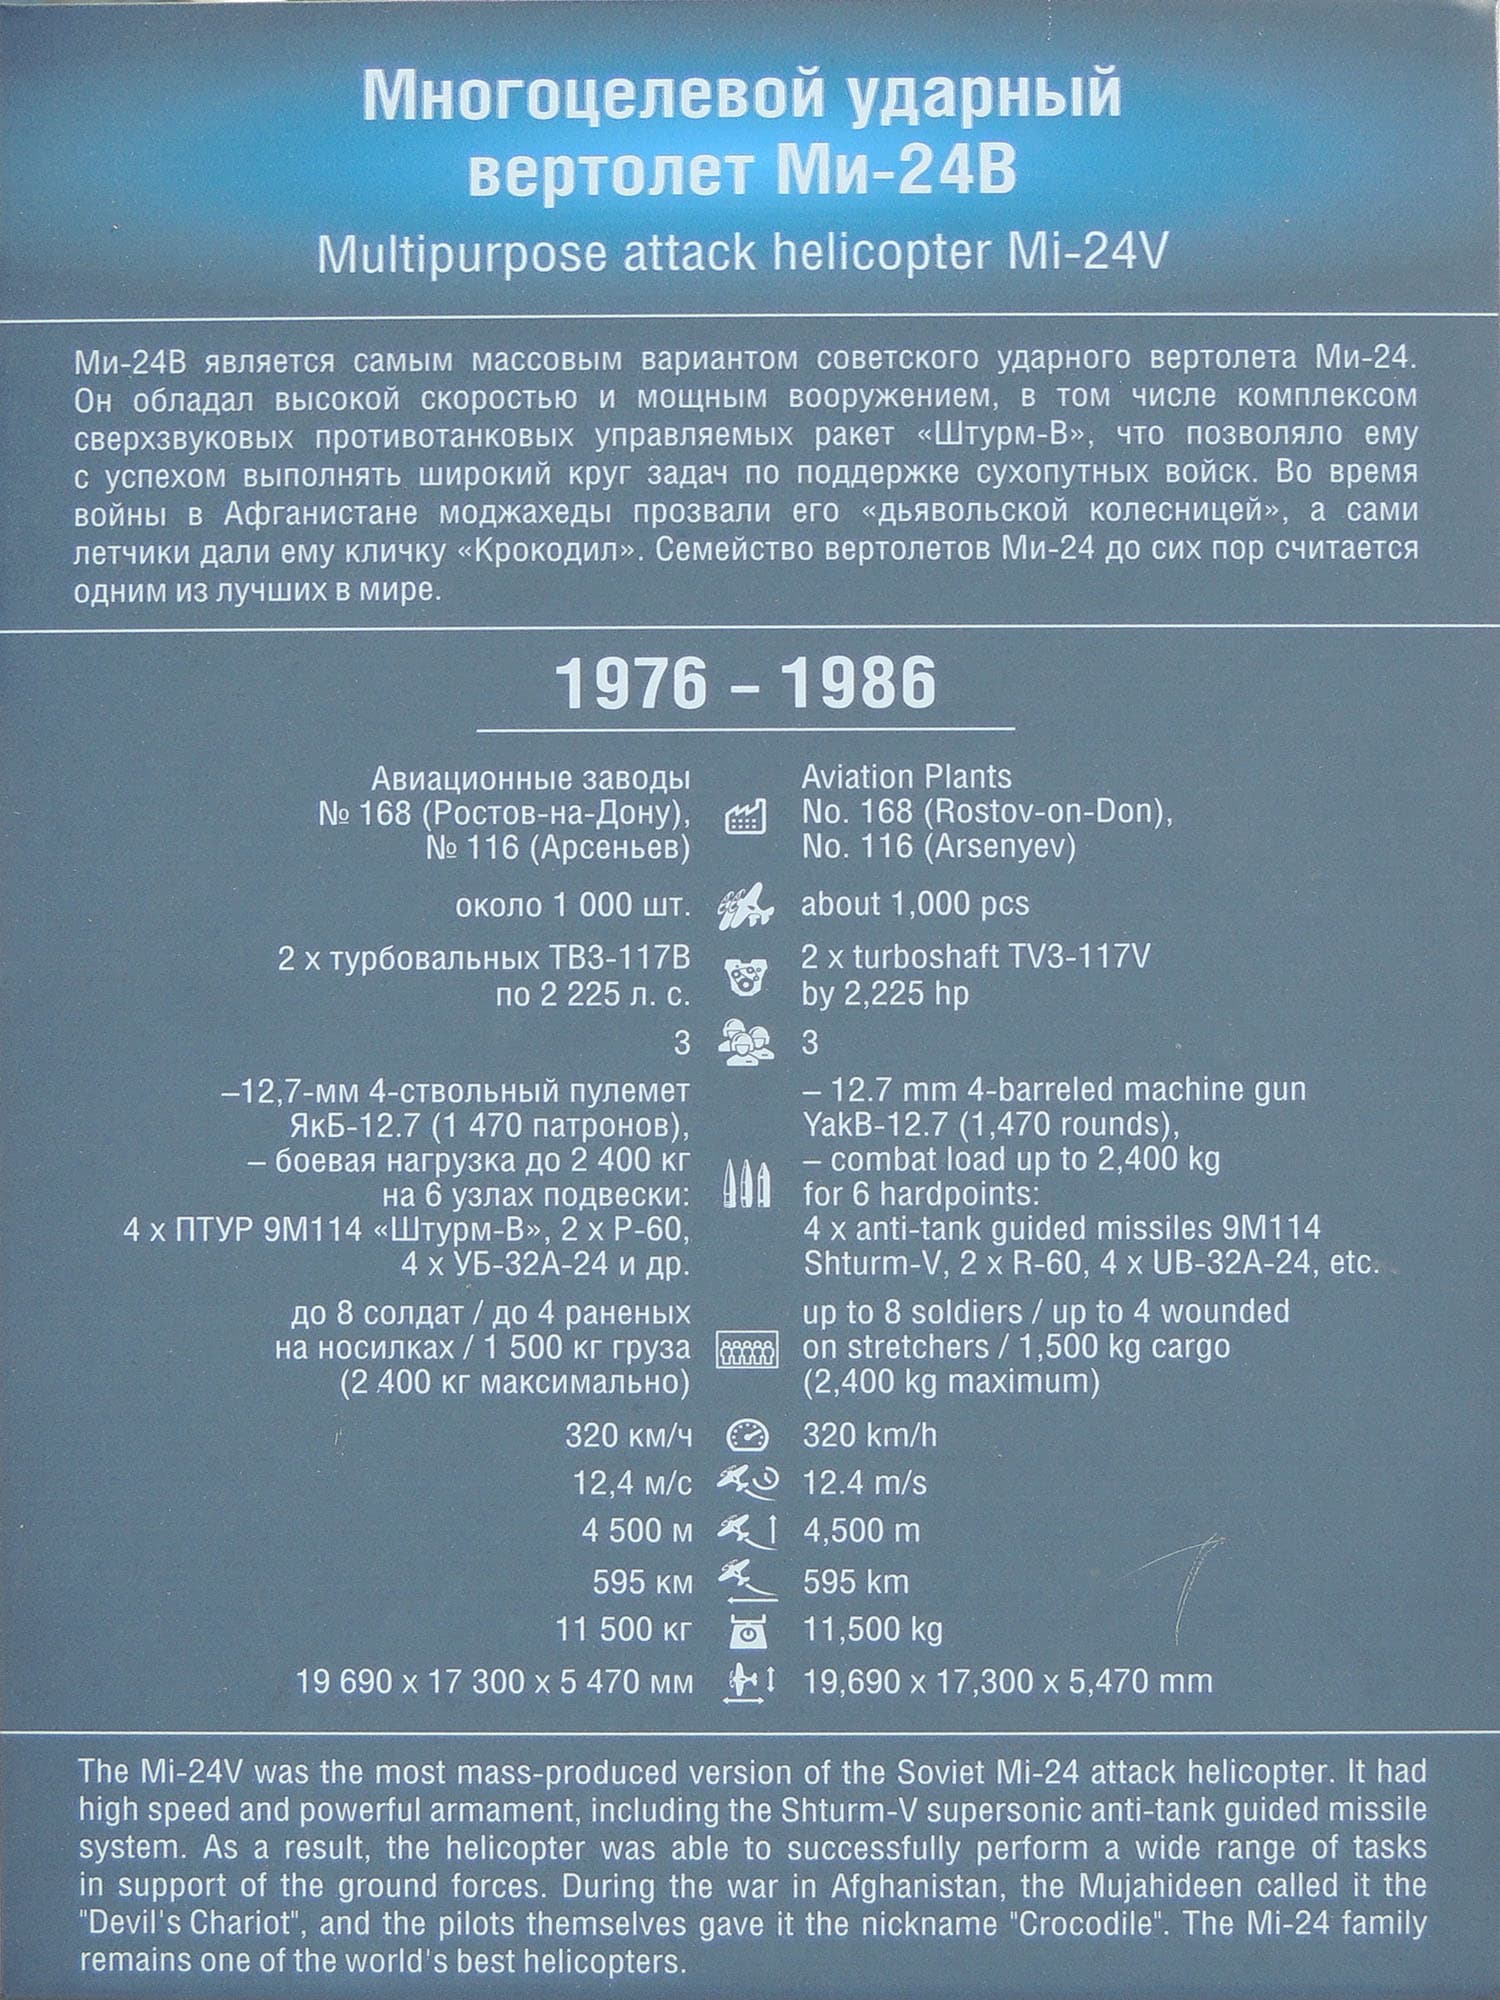 Многоцелевой ударный
вертолет Ми-24В
Multipurpose attack helicopter Mi-24V
Ми-24В является самым массовым вариантом советского ударного вертолета Ми-24.
Он обладал высокой скоростью и мощным вооружением, в том числе комплексом
сверхзвуковых противотанковых управляемых ракет «Штурм-В», что позволяло ему
с успехом выполнять широкий круг задач по поддержке сухопутных войск. Во время
войны в Афганистане моджахеды прозвали его «дьявольской колесницей», а сами
летчики дали ему кличку «Крокодил». Семейство вертолетов Ми-24 до сих пор считается
одним из лучших в мире.
1976 – 1986
Авиационные заводы
№ 168 (Ростов-на-Дону),
№ 116 (Арсеньев)
Aviation Plants
No. 168 (Rostov-on-Don),
No. 116 (Arsenyev)
около 1 000 шт.
about 1,000 pcs
2 х турбовальных ТВ3-117В
по 2 225 л. с.
2 x turboshaft TV3-117V
by 2,225 hp
3
3
–12,7-мм 4-ствольный пулемет
ЯкБ-12.7 (1 470 патронов),
– боевая нагрузка до 2 400 кг
на 6 узлах подвески:
4 х ПТУР 9М114 «Штурм-В», 2 х Р-60,
4 х УБ-32А-24 и др.
– 12.7 mm 4-barreled machine gun
YakB-12.7 (1,470 rounds),
– combat load up to 2,400 kg
for 6 hardpoints:
4 x anti-tank guided missiles 9M114
Shturm-V, 2 x R-60, 4 x UB-32A-24, etc.
до 8 солдат / до 4 раненых
на носилках / 1 500 кг груза
(2 400 кг максимально)
up to 8 soldiers / up to 4 wounded
on stretchers / 1,500 kg cargo
(2,400 kg maximum)
320 км/ч
320 km/h
12,4 м/с
12.4 m/s
4 500 м
4,500 m
595 км
595 km
11 500 кг
11,500 kg
19 690 х 17 300 х 5 470 мм
19,690 x 17,300 x 5,470 mm
The Mi-24V was the most mass-produced version of the Soviet Mi-24 attack helicopter. It had
high speed and powerful armament, including the Shturm-V supersonic anti-tank guided missile
system. As a result, the helicopter was able to successfully perform a wide range of tasks
in support of the ground forces. During the war in Afghanistan, the Mujahideen called it the
"Devil's Chariot", and the pilots themselves gave it the nickname "Crocodile". The Mi-24 family
remains one of the world's best helicopters.